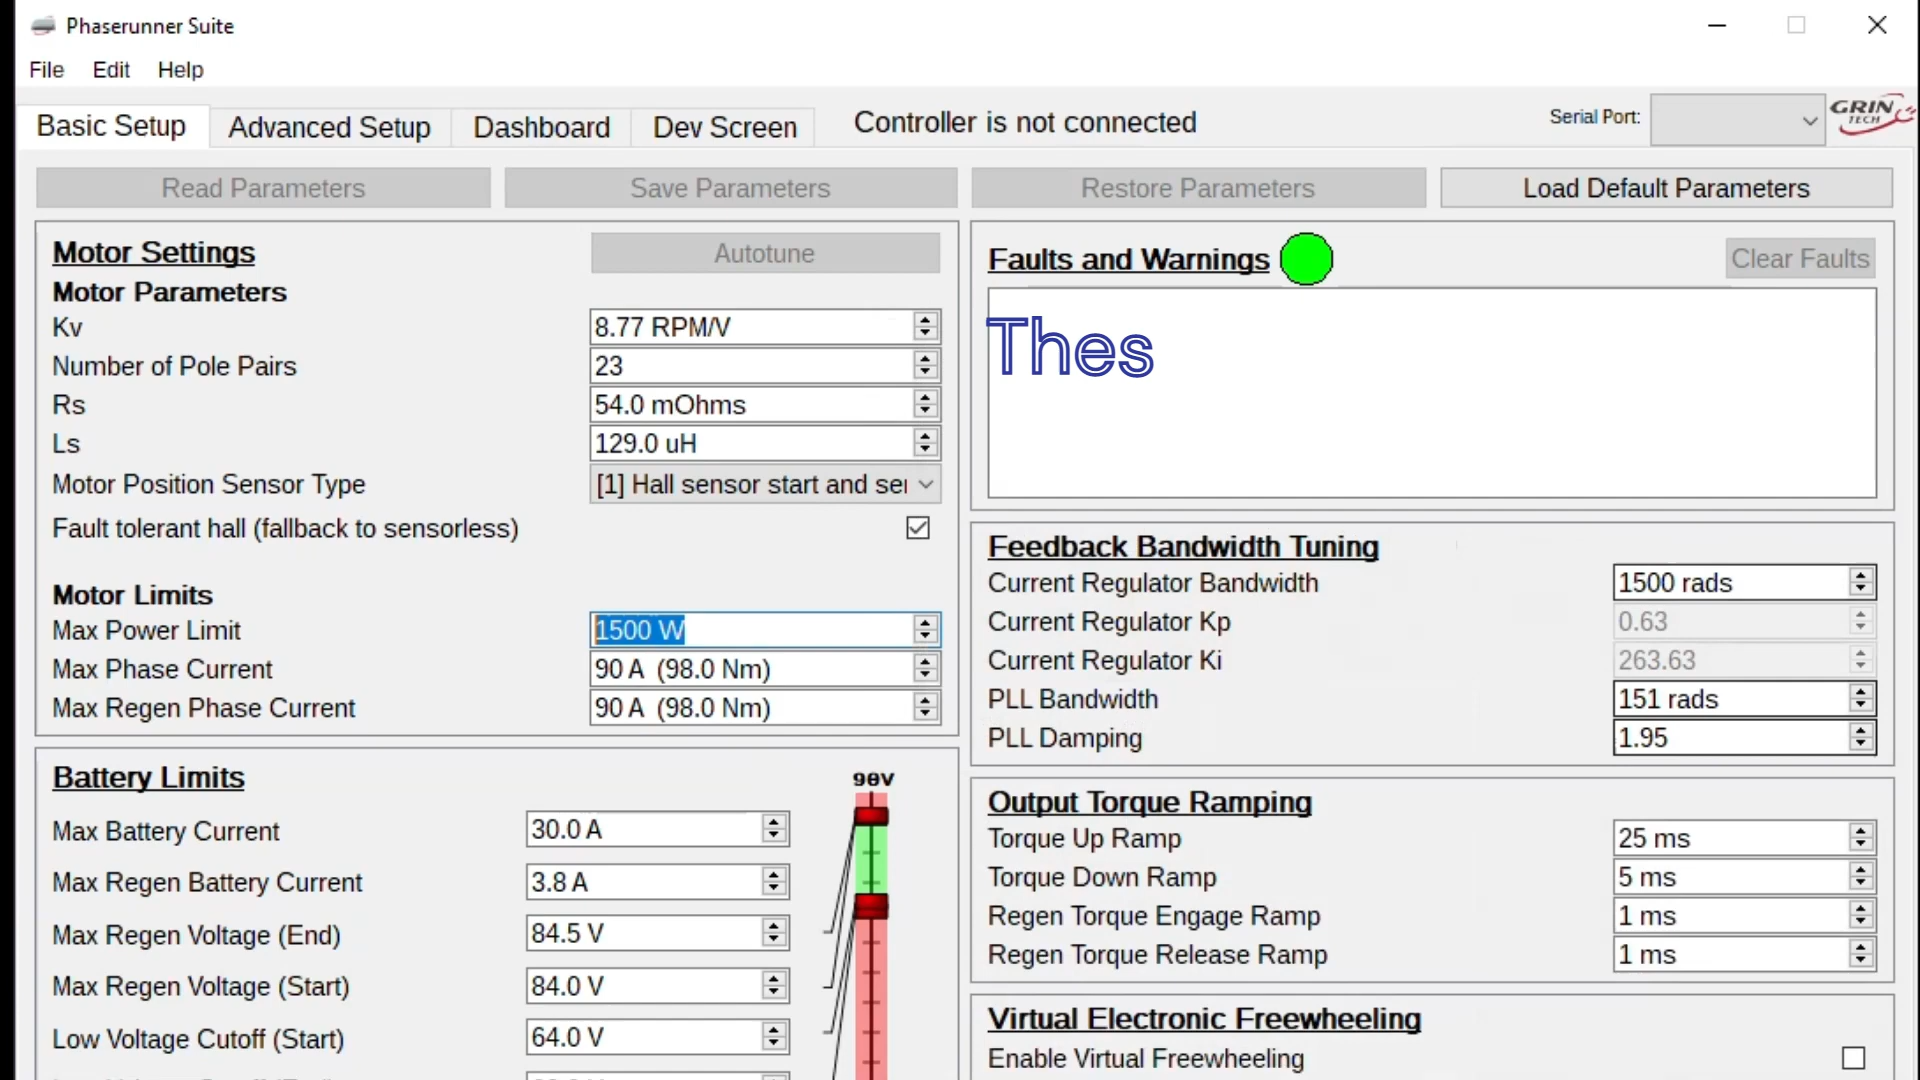 Phaserunner Suite
File Edit Help
Basic Setup Advanced Setup Dashboard Dev Screen Controller is not connected Serial Port: GRIN TECH
Read Parameters Save Parameters Restore Parameters Load Default Parameters
Motor Settings Autotune
Motor Parameters
Kv 8.77 RPM/V
Number of Pole Pairs 23
Rs 54.0 mOhms
Ls 129.0 uH
Motor Position Sensor Type [1] Hall sensor start and ser
Fault tolerant hall (fallback to sensorless)
Motor Limits
Max Power Limit 1500 W
Max Phase Current 90 A (98.0 Nm)
Max Regen Phase Current 90 A (98.0 Nm)
Battery Limits 90V
Max Battery Current 30.0 A
Max Regen Battery Current 3.8 A
Max Regen Voltage (End) 84.5 V
Max Regen Voltage (Start) 84.0 V
Low Voltage Cutoff (Start) 64.0 V
Faults and Warnings Clear Faults
Thes
Feedback Bandwidth Tuning
Current Regulator Bandwidth 1500 rads
Current Regulator Kp 0.63
Current Regulator Ki 263.63
PLL Bandwidth 151 rads
PLL Damping 1.95
Output Torque Ramping
Torque Up Ramp 25 ms
Torque Down Ramp 5 ms
Regen Torque Engage Ramp 1 ms
Regen Torque Release Ramp 1 ms
Virtual Electronic Freewheeling
Enable Virtual Freewheeling